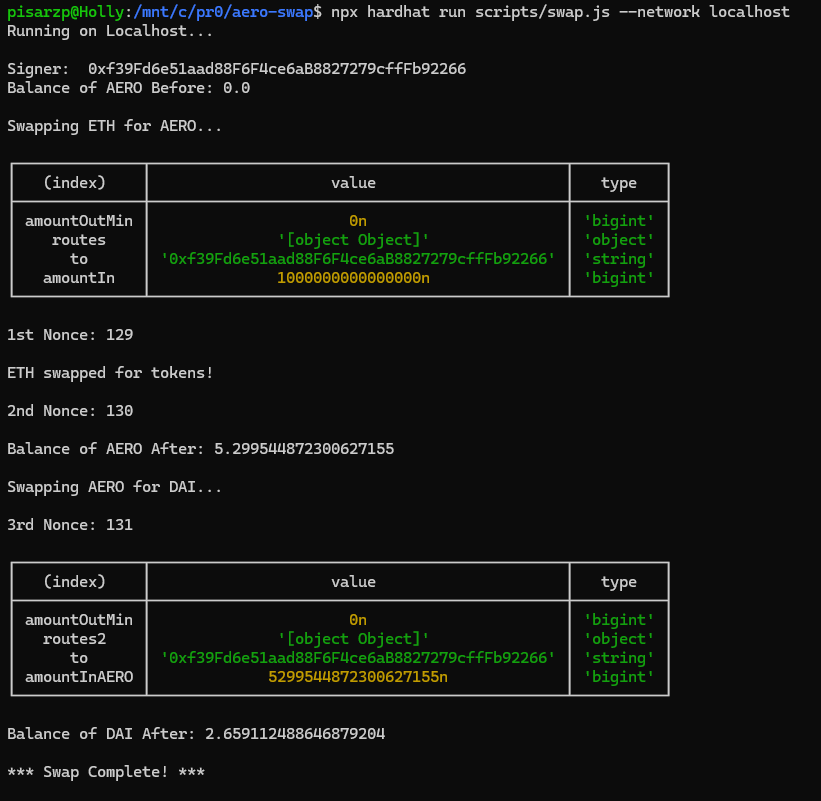 pisarzp@Holly:/mnt/c/pr0/aero-swap$ npx hardhat run scripts/swap.js --network localhost
Running on Localhost...
Signer:  0xf39Fd6e51aad88F6F4ce6aB8827279cffFb92266
Balance of AERO Before: 0.0
Swapping ETH for AERO...
(index) value type
amountOutMin 0n 'bigint'
routes '[object Object]' 'object'
to '0xf39Fd6e51aad88F6F4ce6aB8827279cffFb92266' 'string'
amountIn 1000000000000000n 'bigint'
1st Nonce: 129
ETH swapped for tokens!
2nd Nonce: 130
Balance of AERO After: 5.299544872300627155
Swapping AERO for DAI...
3rd Nonce: 131
(index) value type
amountOutMin 0n 'bigint'
routes2 '[object Object]' 'object'
to '0xf39Fd6e51aad88F6F4ce6aB8827279cffFb92266' 'string'
amountInAERO 5299544872300627155n 'bigint'
Balance of DAI After: 2.659112488646879204
*** Swap Complete! ***